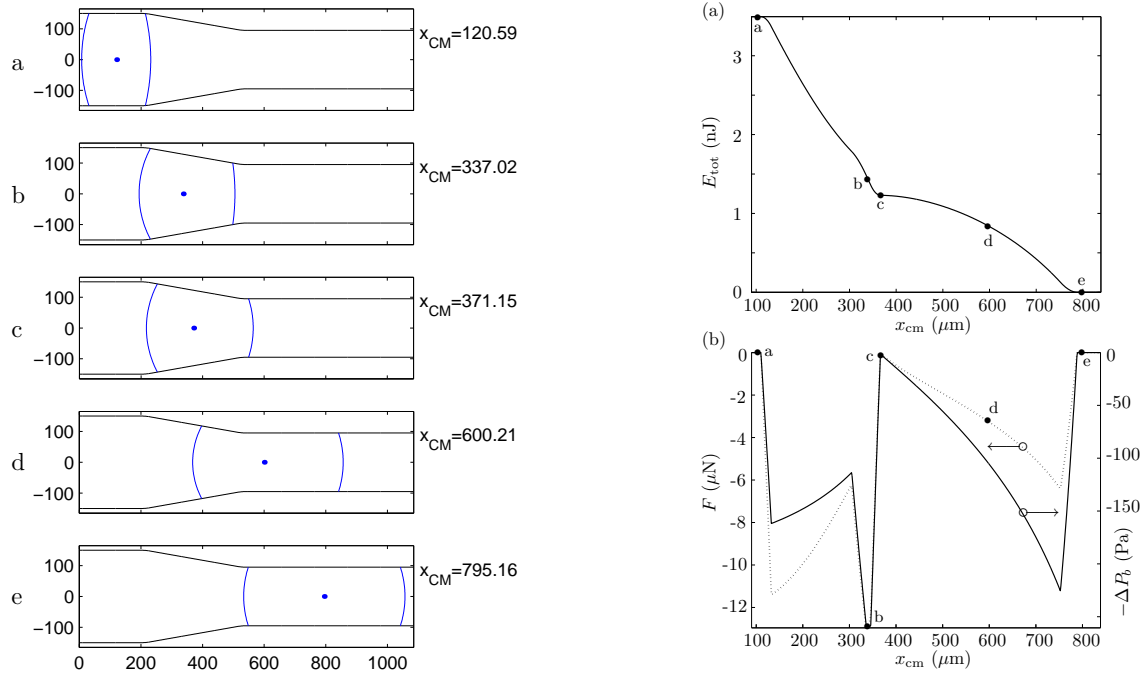 a
100
0
−100
x_CM=120.59
b
100
0
−100
x_CM=337.02
c
100
0
−100
x_CM=371.15
d
100
0
−100
x_CM=600.21
e
100
0
−100
x_CM=795.16
0 200 400 600 800 1000
(a)
E_tot (nJ)
3
2
1
0
a
b
c
d
e
100 200 300 400 500 600 700 800
x_cm (μm)
(b)
F (μN)
0
-2
-4
-6
-8
-10
-12
a
b
c
d
e
0
-50
-100
-150
−ΔP_b (Pa)
100 200 300 400 500 600 700 800
x_cm (μm)